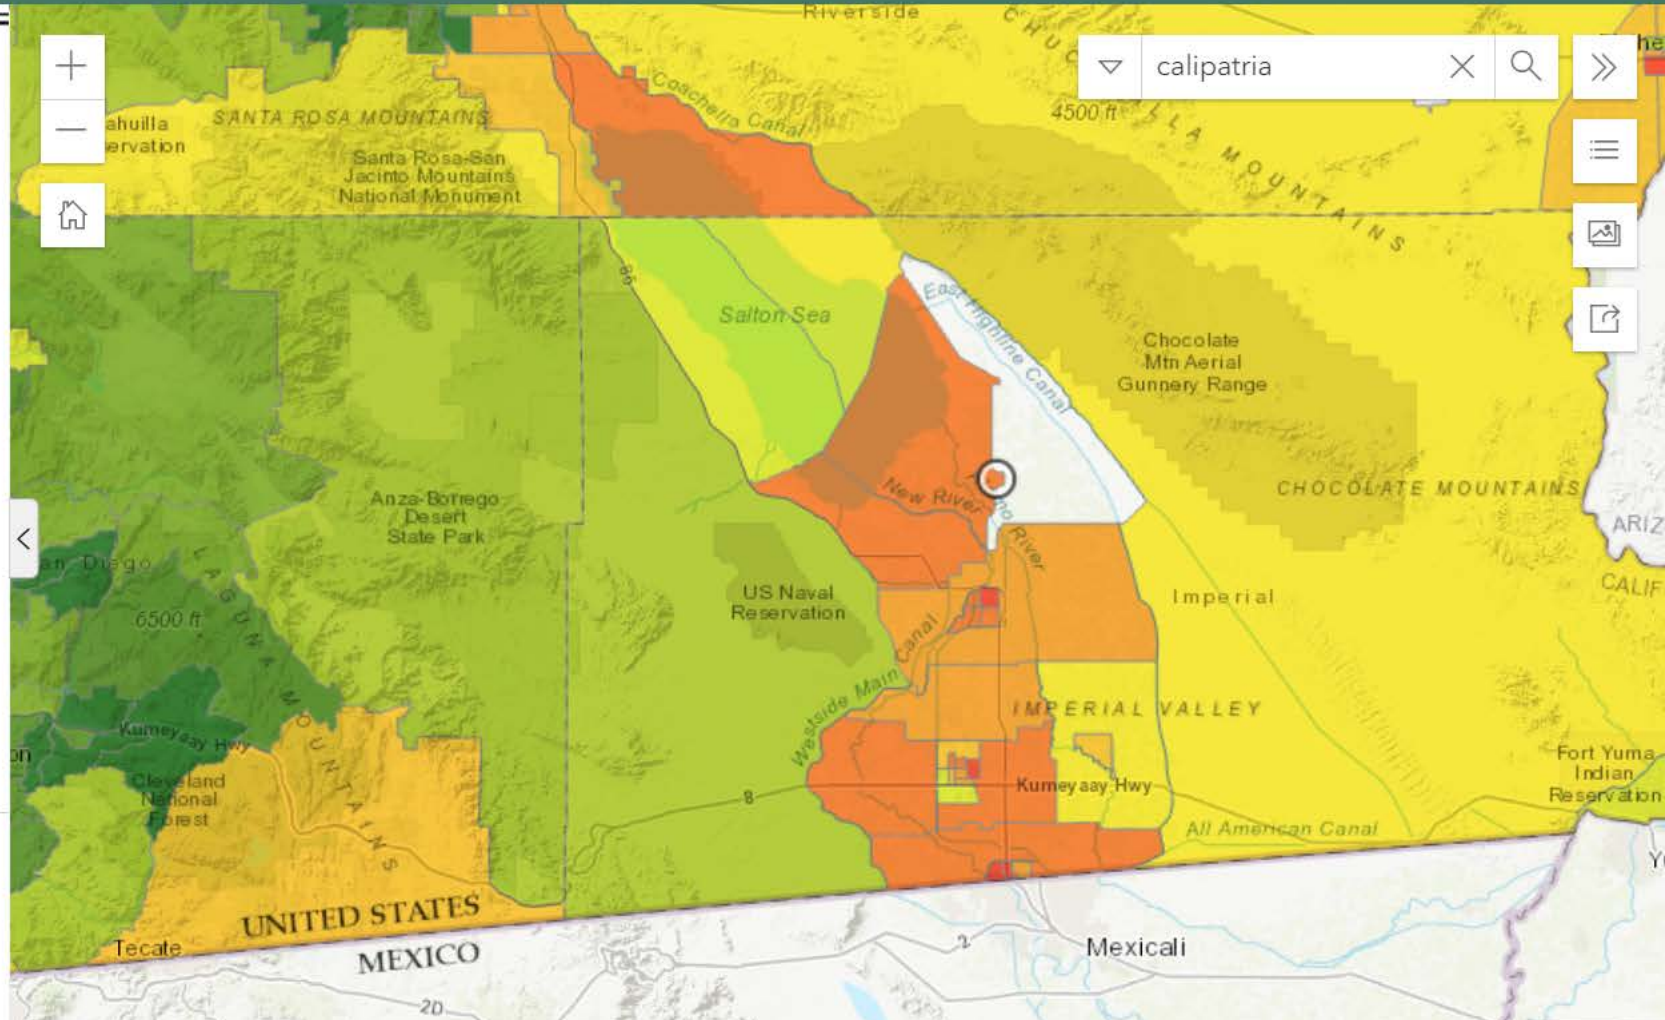 Riverside
calipatria
4500 ft
CHOCOLATE MOUNTAINS
Coachella Canal
SANTA ROSA MOUNTAINS
ahuilla
ervation
Santa Rosa-San
Jacinto Mountains
National Monument
86
Salton Sea
East Highline Canal
Chocolate
Mtn Aerial
Gunnery Range
New River
River
Anza-Borrego
Desert
State Park
CHOCOLATE MOUNTAINS
ARIZ
CALIF
an Diego
6500 ft
LAGUNA MOUNTAINS
US Naval
Reservation
Imperial
Westside Main Canal
IMPERIAL VALLEY
Kumeyaay Hwy
on
Cleveland
National
Forest
8
Kumeyaay Hwy
Fort Yuma
Indian
Reservation
All American Canal
UNITED STATES
MEXICO
Tecate
2
Mexicali
2D